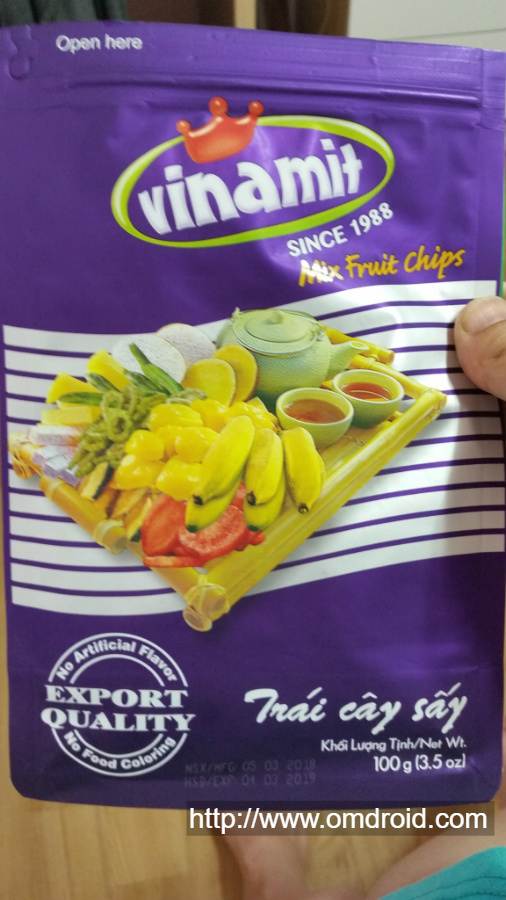 Open here
vinamit
SINCE 1988
Mix Fruit Chips
No Artificial Flavor
EXPORT
QUALITY
No Food Coloring
Trái cây sấy
Khối Lượng Tịnh/Net Wt.
100 g (3.5 oz)
NSX/MFG 05 03 2018
HSD/EXP 04 03 2019
http://www.omdroid.com